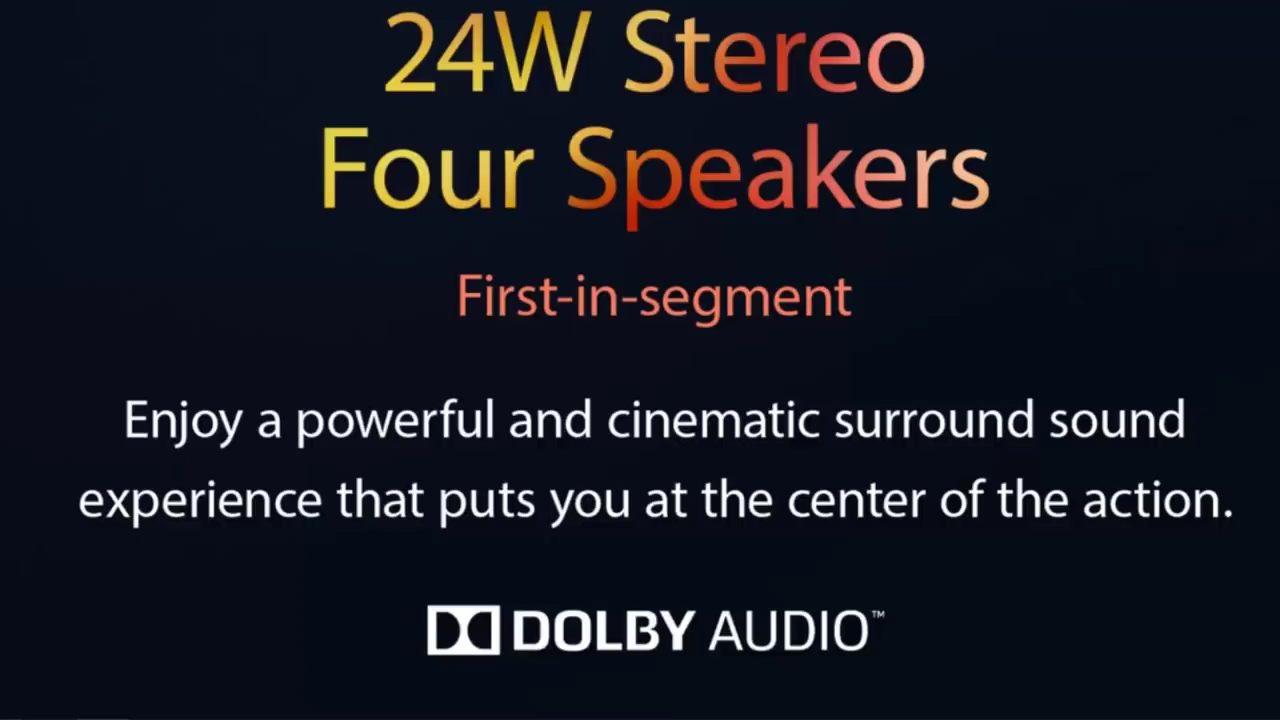 24W Stereo
Four Speakers
First-in-segment
Enjoy a powerful and cinematic surround sound
experience that puts you at the center of the action.
DOLBY AUDIO™